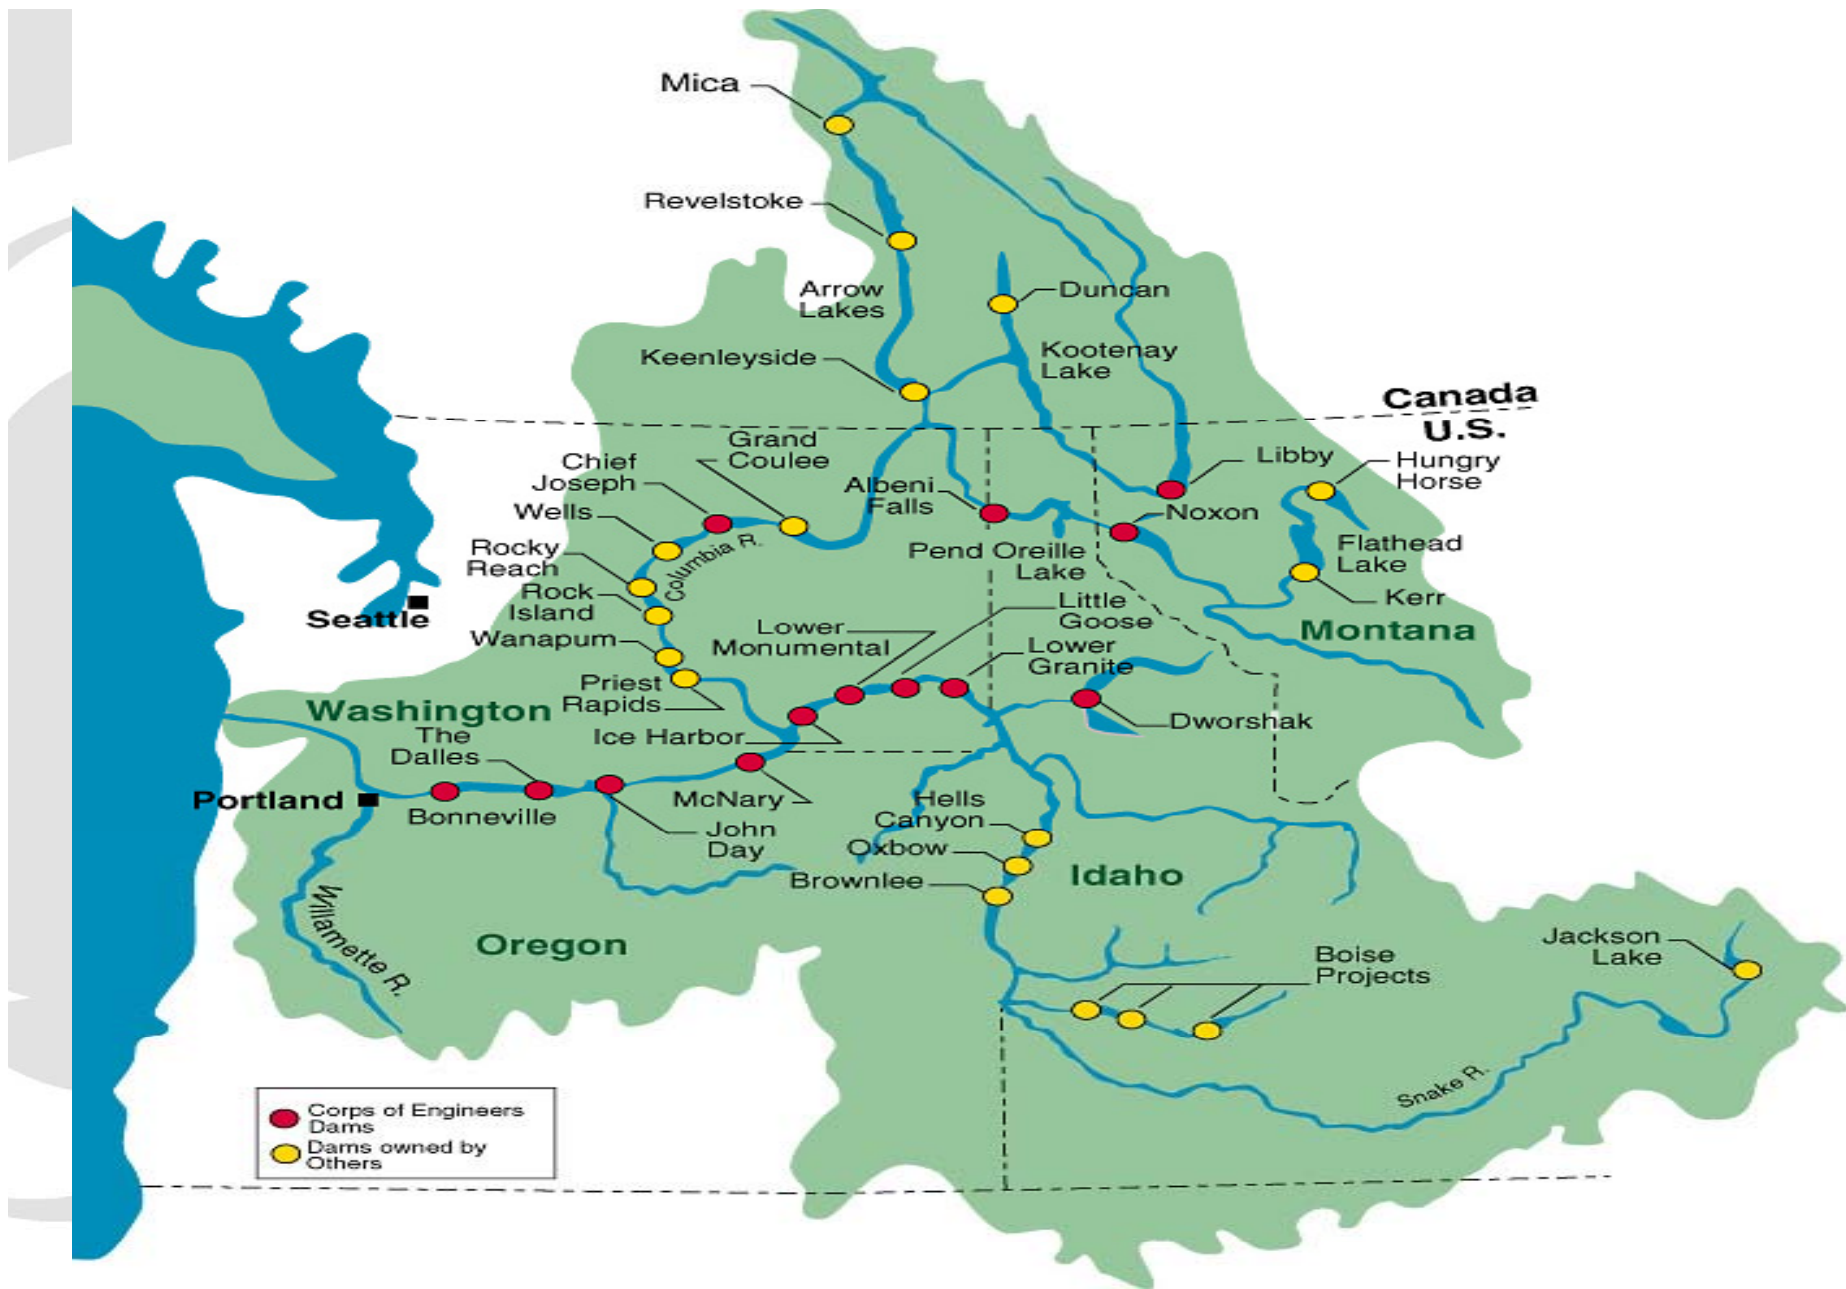 Mica
Revelstoke
Arrow
Lakes
Duncan
Keenleyside
Kootenay
Lake
Canada
U.S.
Grand
Coulee
Chief
Joseph
Libby
Hungry
Horse
Albeni
Falls
Wells
Noxon
Columbia R.
Rocky
Reach
Pend Oreille
Lake
Flathead
Lake
Rock
Island
Kerr
Seattle
Little
Goose
Lower
Monumental
Montana
Wanapum
Lower
Granite
Priest
Rapids
Washington
Dworshak
The
Dalles
Ice Harbor
Portland
McNary
Bonneville
John
Day
Hells
Canyon
Oxbow
Brownlee
Idaho
Willamette R.
Oregon
Boise
Projects
Jackson
Lake
Snake R.
Corps of Engineers
Dams
Dams owned by
Others